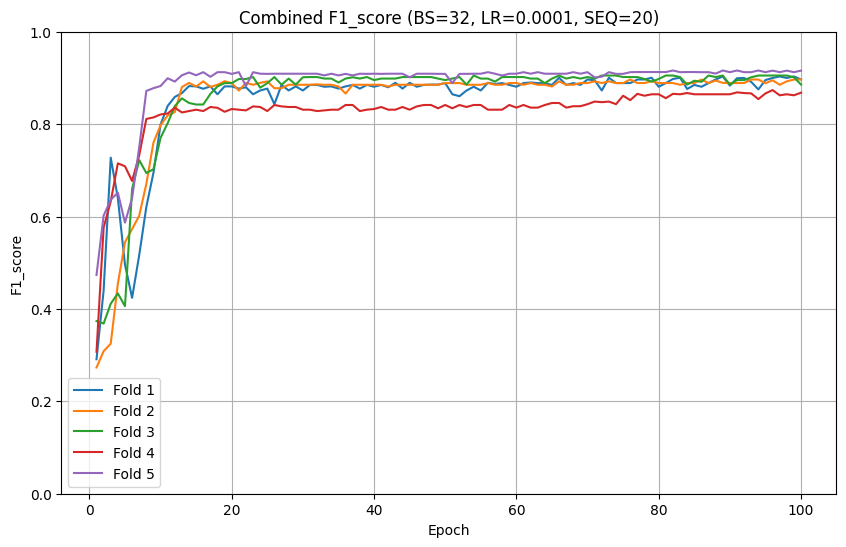 Combined F1_score (BS=32, LR=0.0001, SEQ=20)
F1_score
1.0
0.8
0.6
0.4
0.2
0.0
Fold 1
Fold 2
Fold 3
Fold 4
Fold 5
0 20 40 60 80 100
Epoch